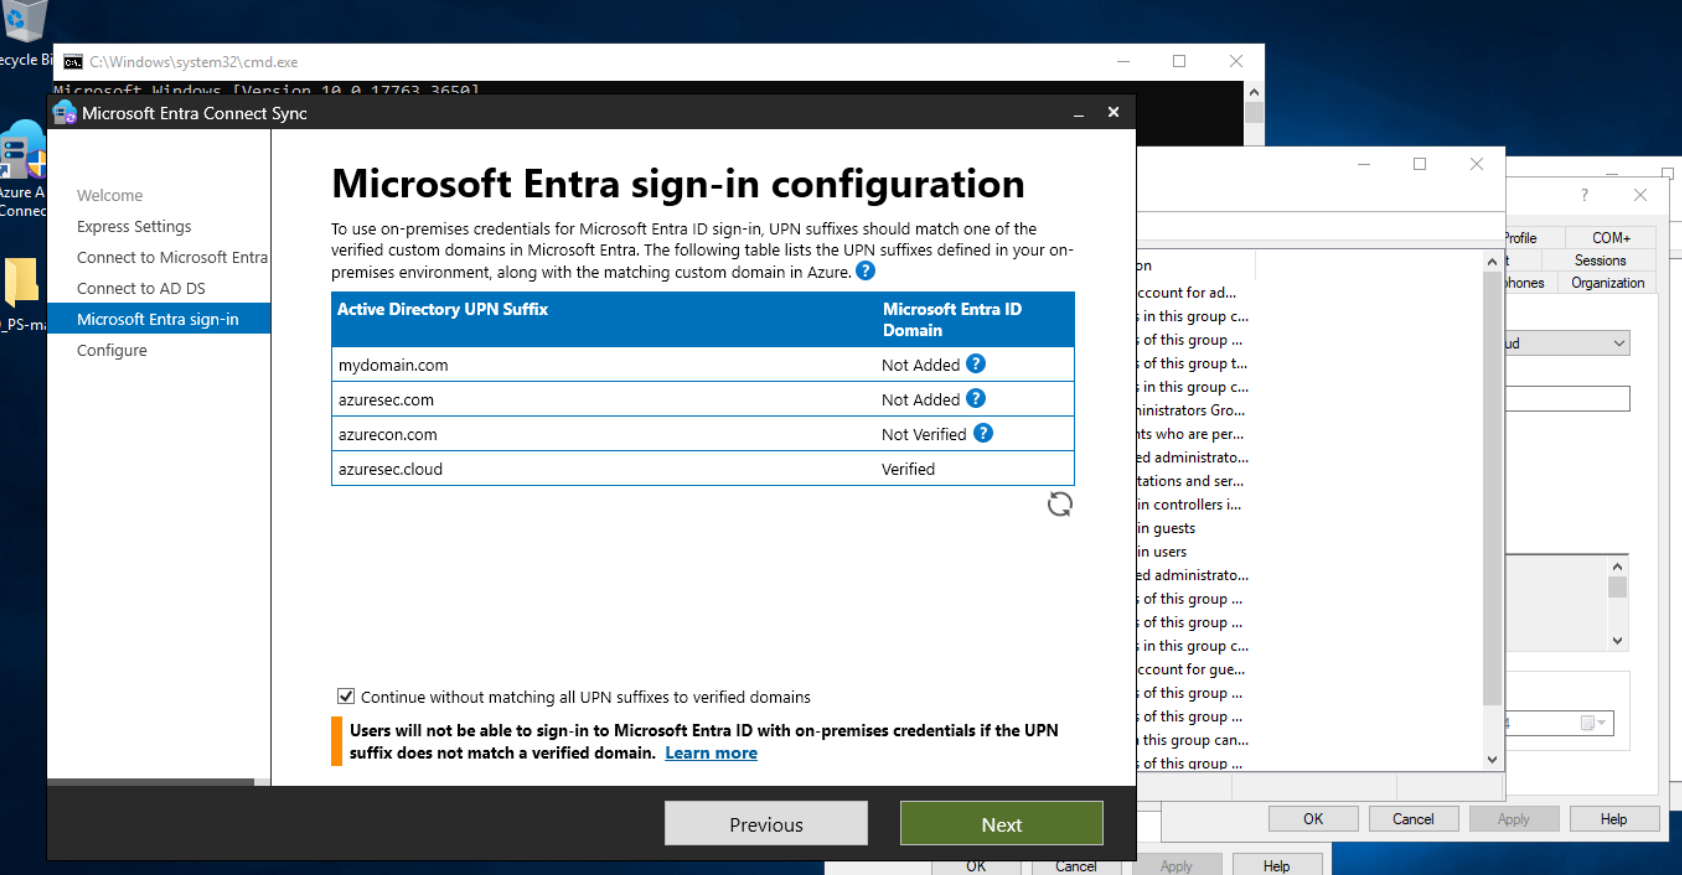 ecycle Bi
C:\Windows\system32\cmd.exe
Microsoft Windows [Version 10.0.17763.3650]
Microsoft Entra Connect Sync
Azure A
Connec
_PS-ma
Welcome
Express Settings
Connect to Microsoft Entra
Connect to AD DS
Microsoft Entra sign-in
Configure
Microsoft Entra sign-in configuration
To use on-premises credentials for Microsoft Entra ID sign-in, UPN suffixes should match one of the
verified custom domains in Microsoft Entra. The following table lists the UPN suffixes defined in your on-
premises environment, along with the matching custom domain in Azure. ?
Active Directory UPN Suffix
Microsoft Entra ID
Domain
mydomain.com Not Added ?
azuresec.com Not Added ?
azurecon.com Not Verified ?
azuresec.cloud Verified
Continue without matching all UPN suffixes to verified domains
Users will not be able to sign-in to Microsoft Entra ID with on-premises credentials if the UPN
suffix does not match a verified domain. Learn more
Previous Next
on
ccount for ad...
s in this group c...
s of this group ...
s of this group t...
s in this group c...
ninistrators Gro...
nts who are per...
ed administrato...
tations and ser...
in controllers i...
in guests
in users
ed administrato...
s of this group ...
s of this group ...
s in this group c...
ccount for gue...
s of this group ...
s of this group ...
this group can...
s of this group ...
?
Profile COM+
t Sessions
phones Organization
ud
4
OK Cancel Apply Help
OK Cancel Apply Help